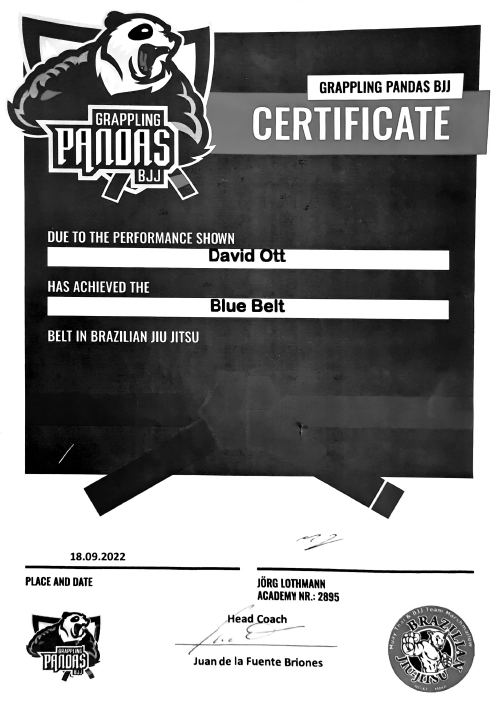 GRAPPLING
PANDAS
BJJ
GRAPPLING PANDAS BJJ
CERTIFICATE
DUE TO THE PERFORMANCE SHOWN
David Ott
HAS ACHIEVED THE
Blue Belt
BELT IN BRAZILIAN JIU JITSU
18.09.2022
PLACE AND DATE
JÖRG LOTHMANN
ACADEMY NR.: 2895
Head Coach
Juan de la Fuente Briones
GRAPPLING
PANDAS
BJJ
BRAZILIAN
JIU-JITSU